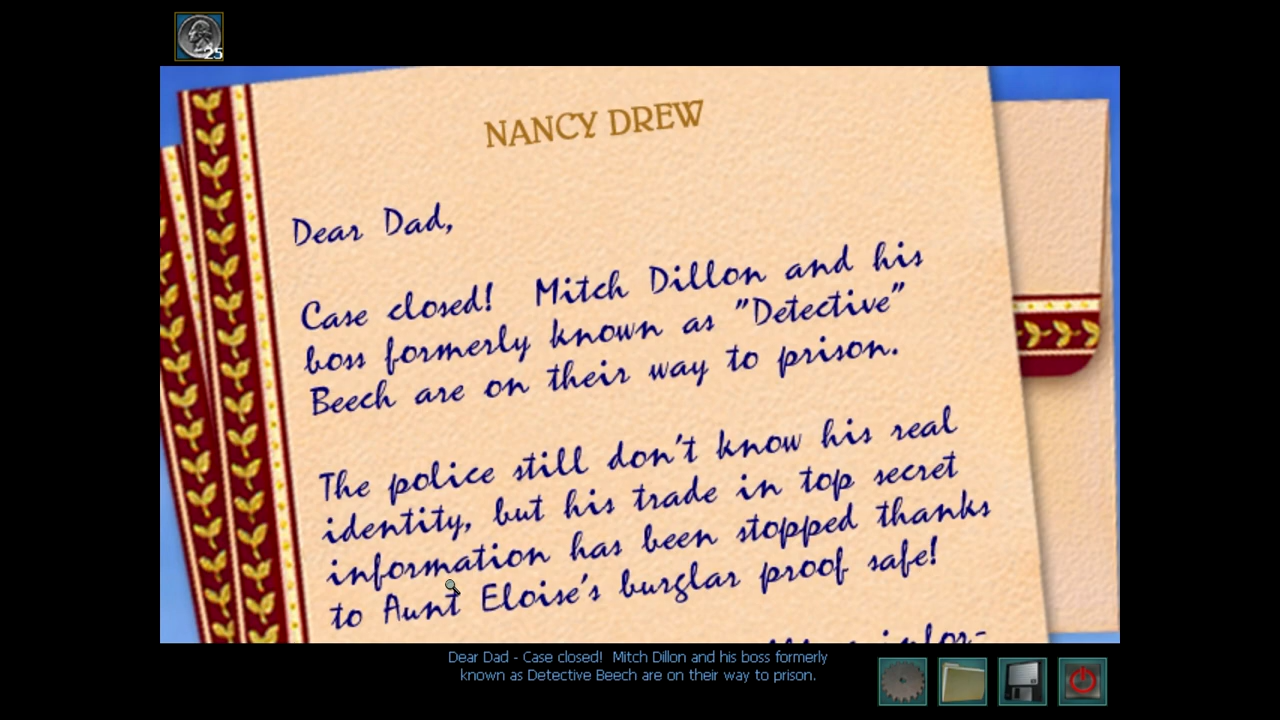 25
NANCY DREW
Dear Dad,
Case closed! Mitch Dillon and his
boss formerly known as "Detective"
Beech are on their way to prison.
The police still don't know his real
identity, but his trade in top secret
information has been stopped thanks
to Aunt Eloise's burglar proof safe!
Dear Dad - Case closed! Mitch Dillon and his boss formerly
known as Detective Beech are on their way to prison.